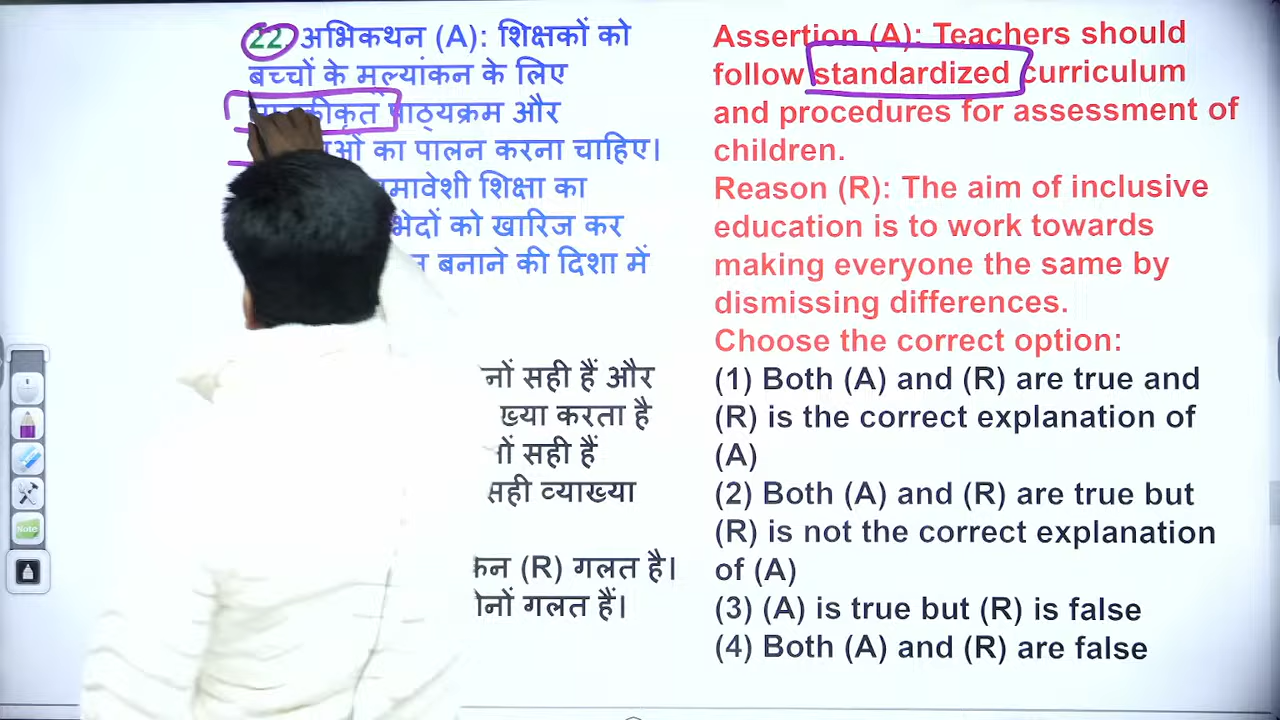 22 अभिकथन (A): शिक्षकों को
बच्चों के मूल्यांकन के लिए
पाठ्यक्रम और
का पालन करना चाहिए।
शिक्षा का
को खारिज कर
बनाने की दिशा में
सही हैं और
करता है
सही हैं
सही व्याख्या
(R) गलत है।
गलत हैं।
Assertion (A): Teachers should
follow standardized curriculum
and procedures for assessment of
children.
Reason (R): The aim of inclusive
education is to work towards
making everyone the same by
dismissing differences.
Choose the correct option:
(1) Both (A) and (R) are true and
(R) is the correct explanation of
(A)
(2) Both (A) and (R) are true but
(R) is not the correct explanation
of (A)
(3) (A) is true but (R) is false
(4) Both (A) and (R) are false
Note